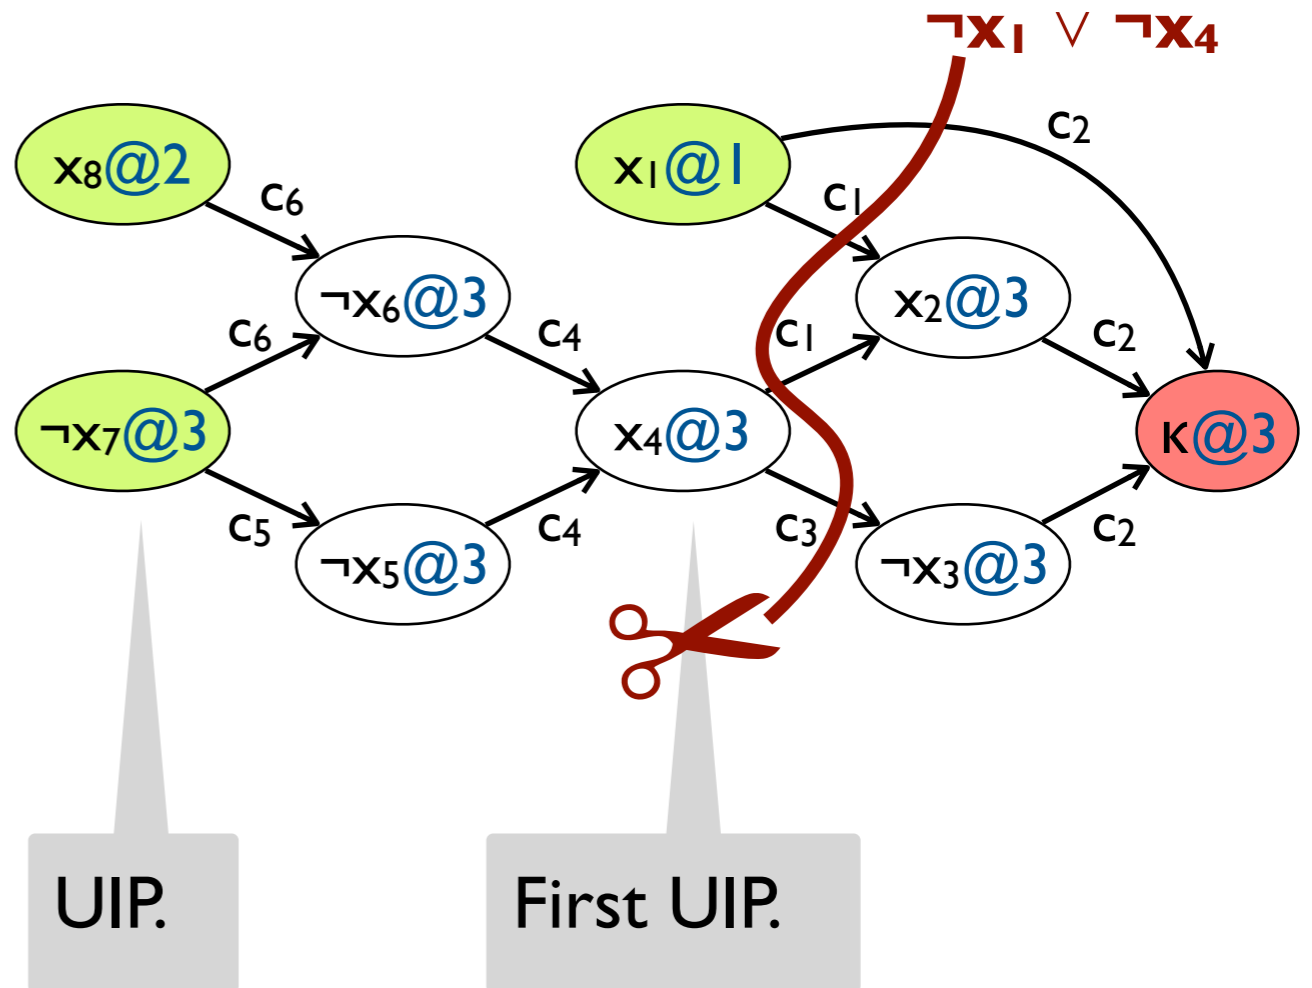 ¬x₁ ∨ ¬x₄
c₂
x₈@2
x₁@1
c₆
c₁
¬x₆@3
x₂@3
c₆
c₄
c₁
c₂
¬x₇@3
x₄@3
κ@3
c₅
c₄
c₃
c₂
¬x₅@3
¬x₃@3
UIP.
First UIP.